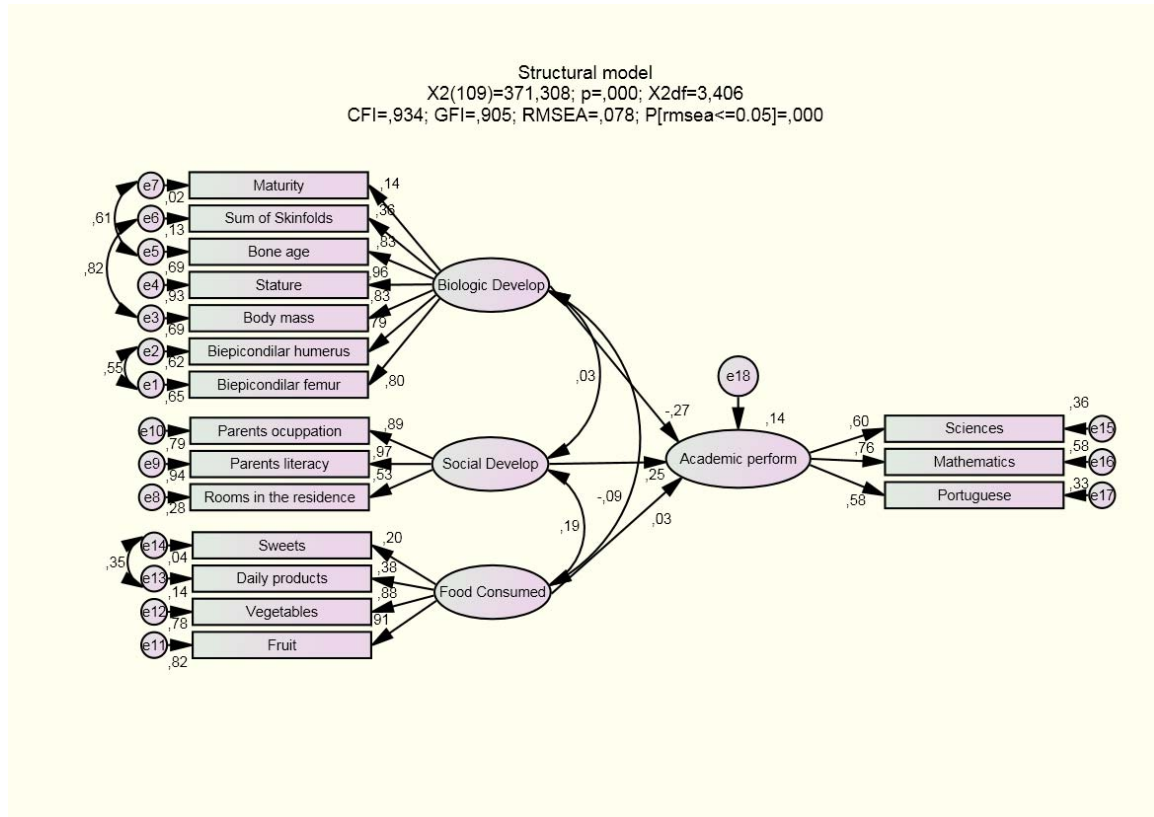 Structural model
X2(109)=371,308; p=,000; X2df=3,406
CFI=,934; GFI=,905; RMSEA=,078; P[rmsea<=0.05]=,000
e7
,02
Maturity
,14
e6
,13
Sum of Skinfolds
,36
,61
e5
,69
Bone age
,83
,82
e4
,93
Stature
,96
Biologic Develop
e3
,69
Body mass
,83
e2
,62
Biepicondilar humerus
,79
,55
e1
,65
Biepicondilar femur
,80
,03
e18
-,27
,14
e10
,79
Parents ocuppation
,89
e9
,94
Parents literacy
,97
Social Develop
e8
,28
Rooms in the residence
,53
,25
Academic perform
,60
Sciences
,36
e15
,76
Mathematics
,58
e16
,58
Portuguese
,33
e17
-,09
,19
,03
e14
,04
Sweets
,20
,35
e13
,14
Daily products
,38
e12
,78
Vegetables
,88
Food Consumed
e11
,82
Fruit
,91